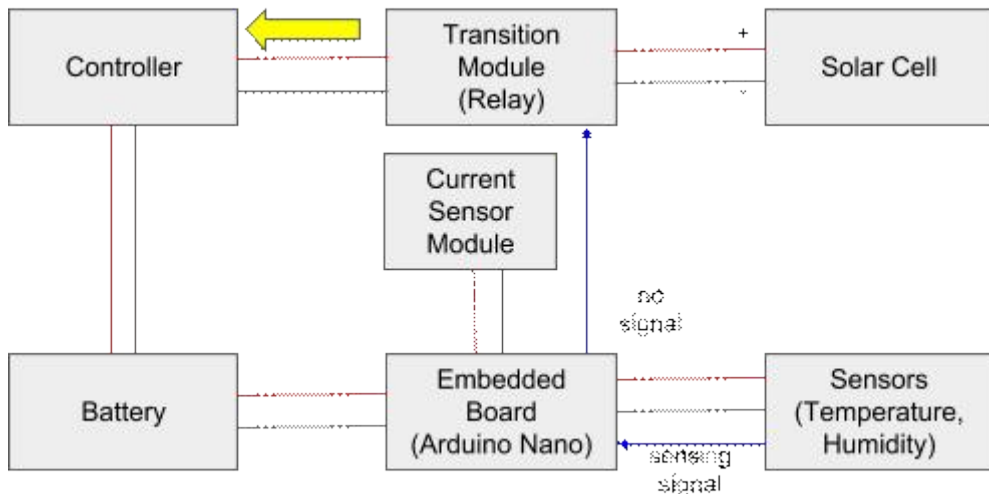 Controller
Transition
Module
(Relay)
+
-
Solar Cell
Current
Sensor
Module
no
signal
Battery
Embedded
Board
(Arduino Nano)
Sensors
(Temperature,
Humidity)
sensing
signal